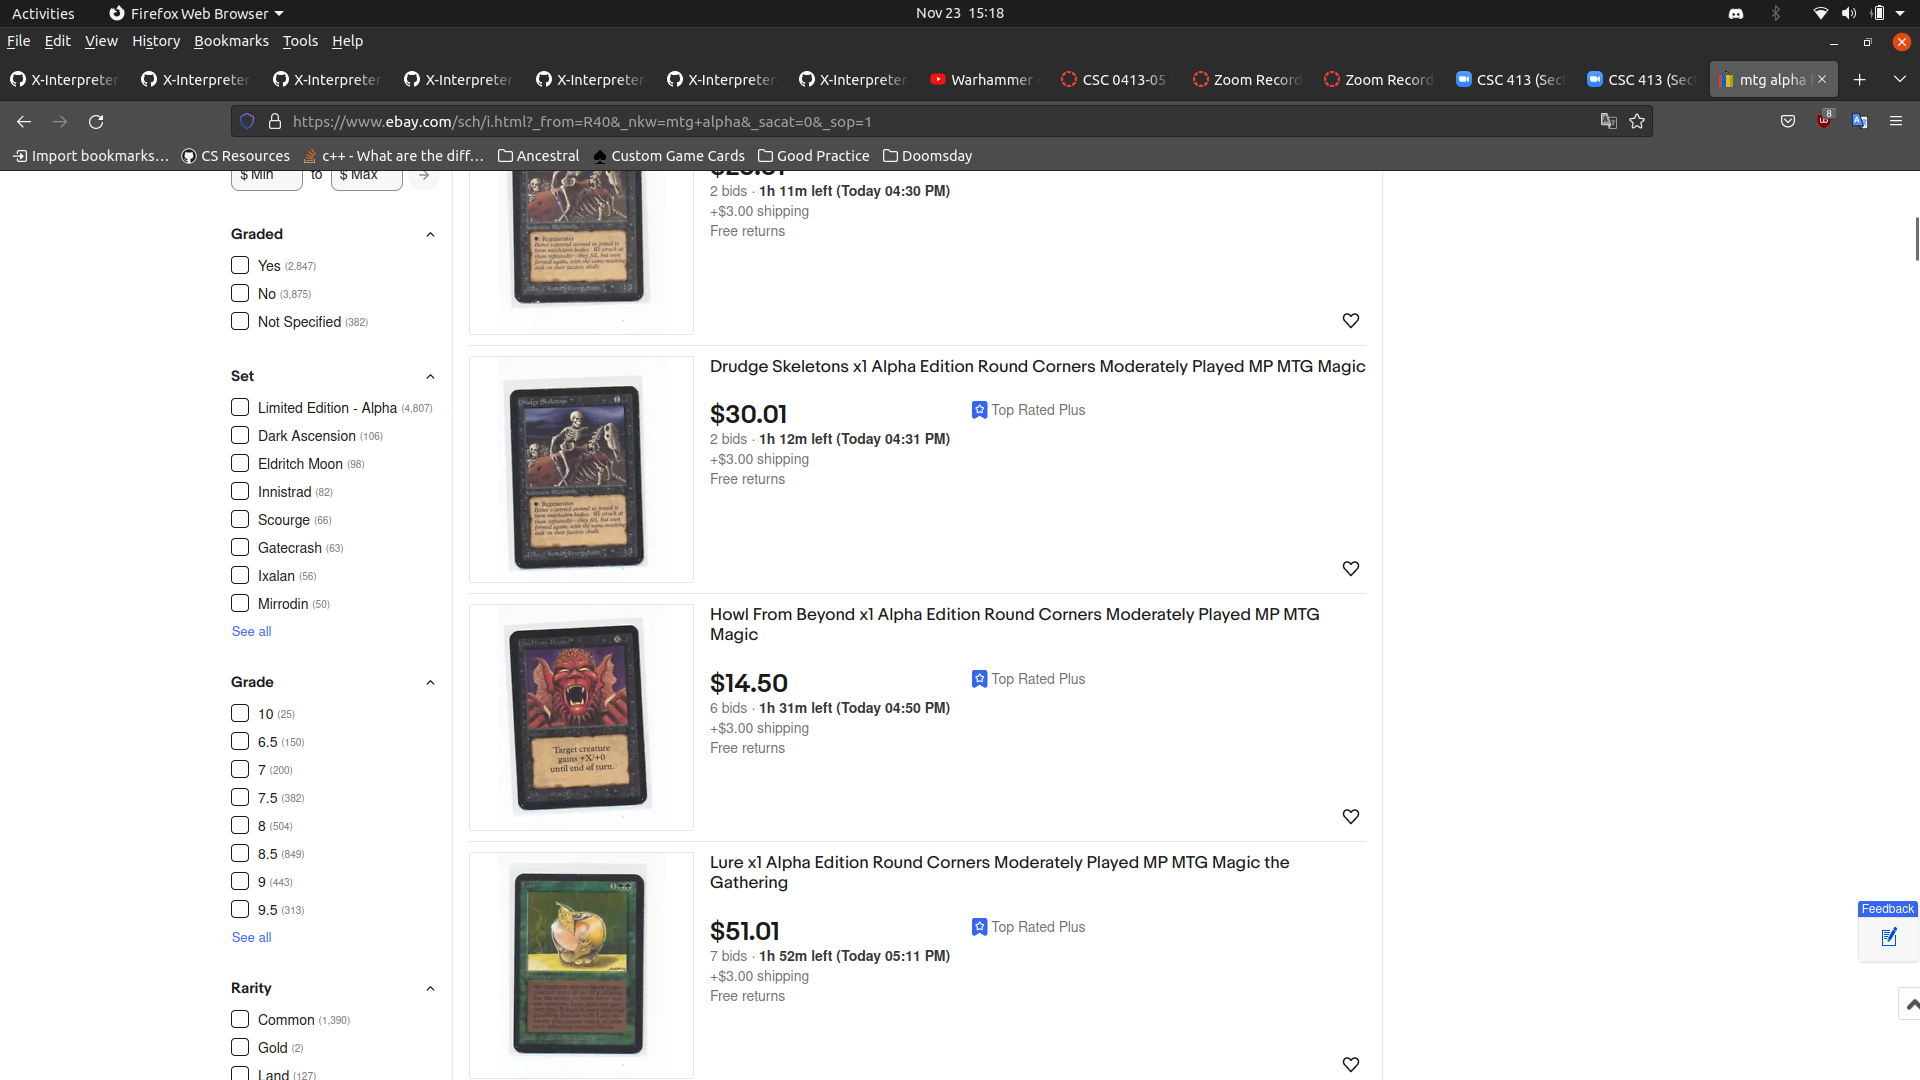 Activities
Firefox Web Browser
Nov 23 15:18
File Edit View History Bookmarks Tools Help
X-Interpreter
X-Interpreter
X-Interpreter
X-Interpreter
X-Interpreter
X-Interpreter
X-Interpreter
Warhammer
CSC 0413-05
Zoom Record
Zoom Record
CSC 413 (Sec
CSC 413 (Sec
mtg alpha
https://www.ebay.com/sch/i.html?_from=R40&_nkw=mtg+alpha&_sacat=0&_sop=1
8
Import bookmarks...
CS Resources
c++ - What are the diff...
Ancestral
Custom Game Cards
Good Practice
Doomsday
$ Min to $ Max
Graded
Yes (2,847)
No (3,875)
Not Specified (382)
Set
Limited Edition - Alpha (4,807)
Dark Ascension (106)
Eldritch Moon (98)
Innistrad (82)
Scourge (66)
Gatecrash (63)
Ixalan (56)
Mirrodin (50)
See all
Grade
10 (25)
6.5 (150)
7 (200)
7.5 (382)
8 (504)
8.5 (849)
9 (443)
9.5 (313)
See all
Rarity
Common (1,390)
Gold (2)
Land (127)
2 bids · 1h 11m left (Today 04:30 PM)
+$3.00 shipping
Free returns
Drudge Skeletons x1 Alpha Edition Round Corners Moderately Played MP MTG Magic
$30.01
Top Rated Plus
2 bids · 1h 12m left (Today 04:31 PM)
+$3.00 shipping
Free returns
Drudge Skeletons
Howl From Beyond x1 Alpha Edition Round Corners Moderately Played MP MTG
Magic
$14.50
Top Rated Plus
6 bids · 1h 31m left (Today 04:50 PM)
+$3.00 shipping
Free returns
Howl From Beyond
Target creature
gains +X/+0
until end of turn.
Lure x1 Alpha Edition Round Corners Moderately Played MP MTG Magic the
Gathering
$51.01
Top Rated Plus
7 bids · 1h 52m left (Today 05:11 PM)
+$3.00 shipping
Free returns
Feedback